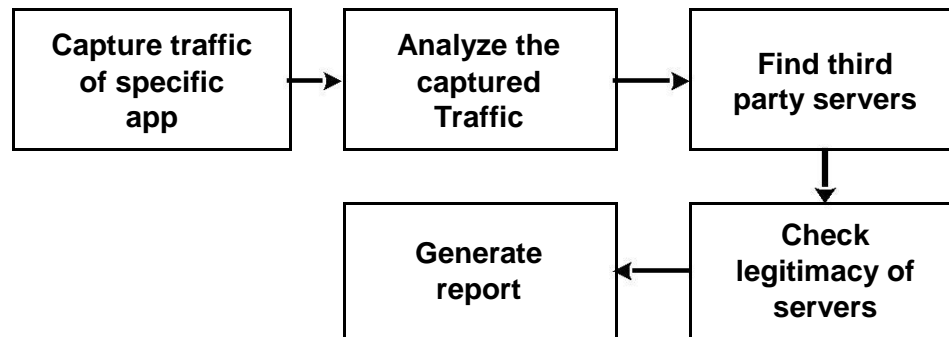 Capture traffic
of specific
app
Analyze the
captured
Traffic
Find third
party servers
Check
legitimacy of
servers
Generate
report